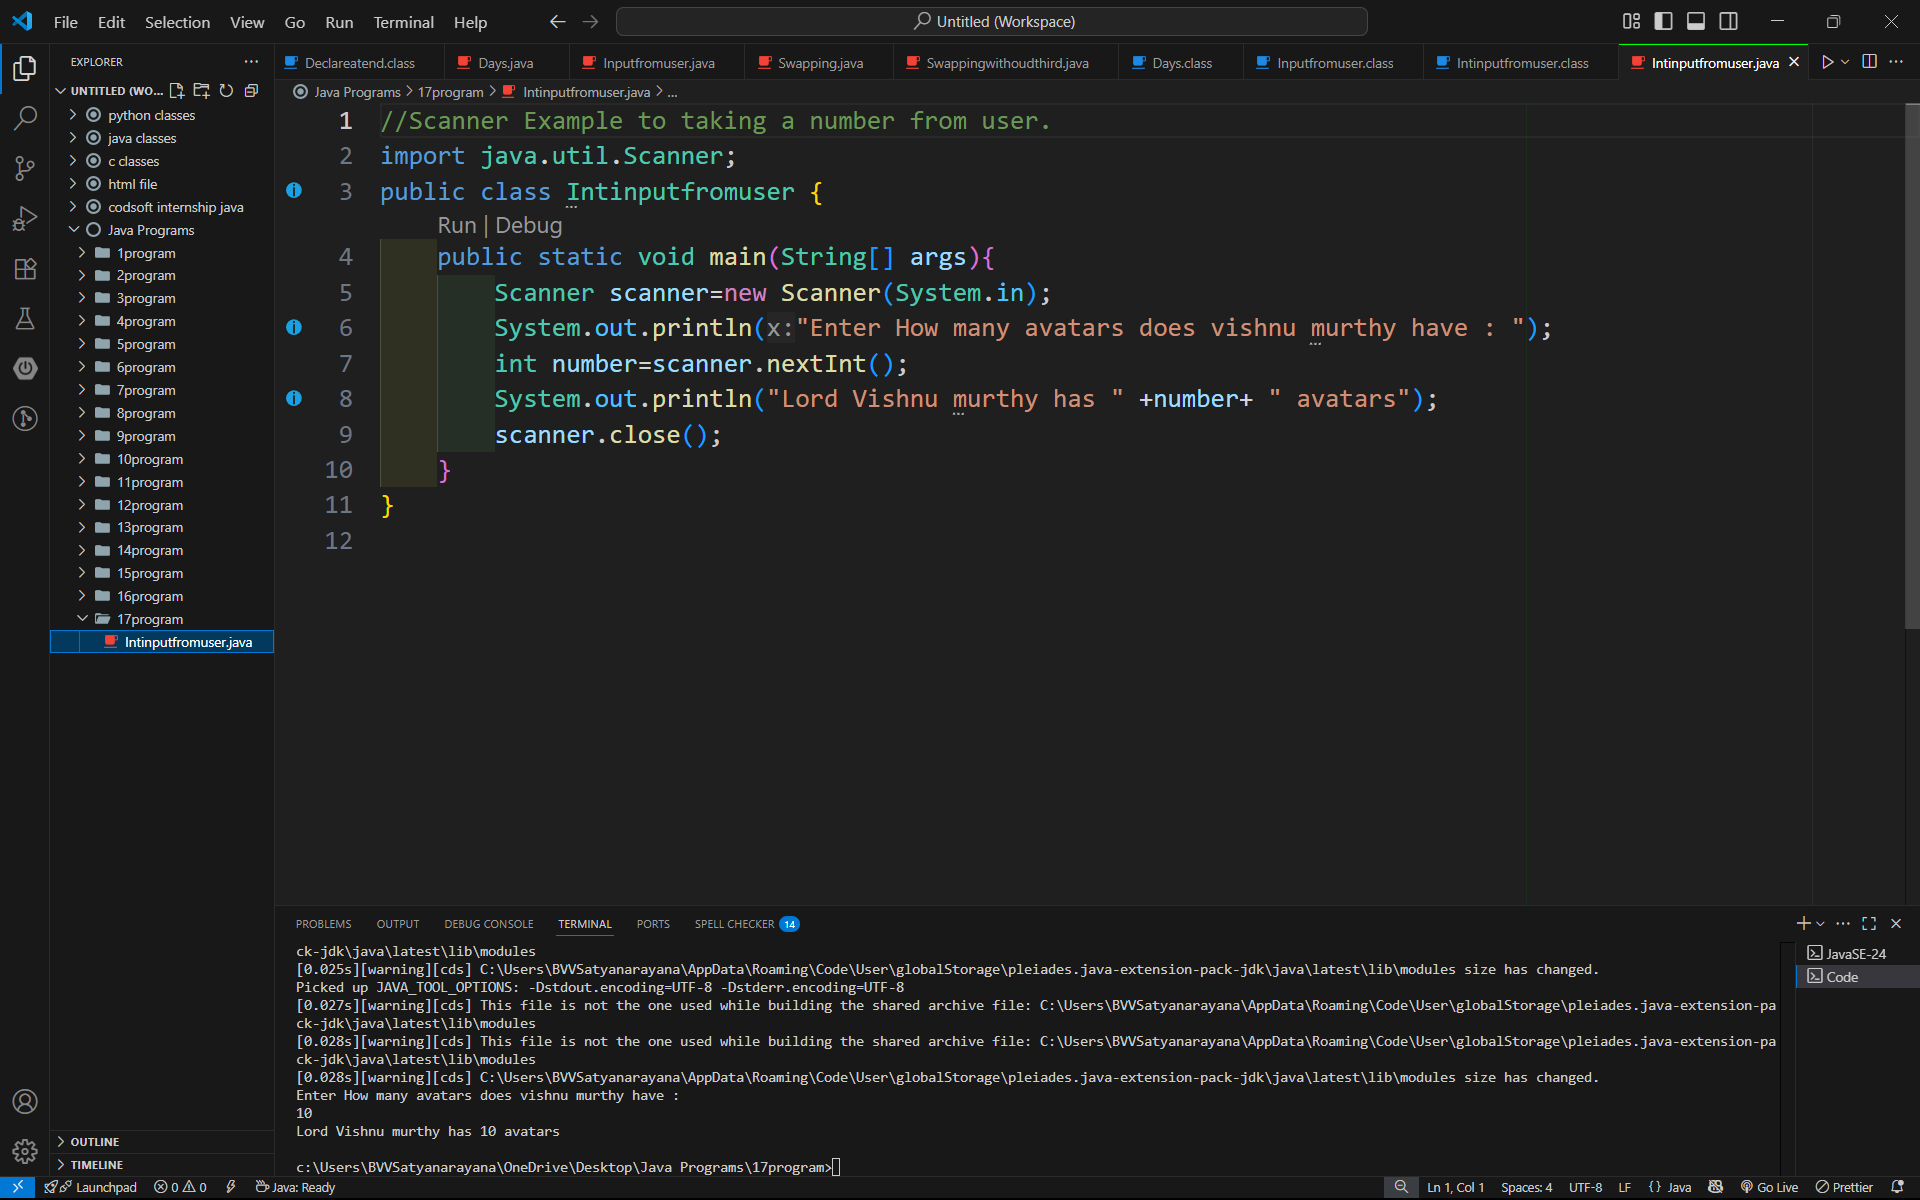 File Edit Selection View Go Run Terminal Help
Untitled (Workspace)
EXPLORER
UNTITLED (WO...
python classes
java classes
c classes
html file
codsoft internship java
Java Programs
1program
2program
3program
4program
5program
6program
7program
8program
9program
10program
11program
12program
13program
14program
15program
16program
17program
Intinputfromuser.java
OUTLINE
TIMELINE
Declareatend.class Days.java Inputfromuser.java Swapping.java Swappingwithoudthird.java Days.class Inputfromuser.class Intinputfromuser.class Intinputfromuser.java
Java Programs > 17program > Intinputfromuser.java > ...
1 //Scanner Example to taking a number from user.
2 import java.util.Scanner;
3 public class Intinputfromuser {
Run | Debug
4 public static void main(String[] args){
5 Scanner scanner=new Scanner(System.in);
6 System.out.println(x:"Enter How many avatars does vishnu murthy have : ");
7 int number=scanner.nextInt();
8 System.out.println("Lord Vishnu murthy has " +number+ " avatars");
9 scanner.close();
10 }
11 }
12
PROBLEMS OUTPUT DEBUG CONSOLE TERMINAL PORTS SPELL CHECKER 14
ck-jdk\java\latest\lib\modules
[0.025s][warning][cds] C:\Users\BVVSatyanarayana\AppData\Roaming\Code\User\globalStorage\pleiades.java-extension-pack-jdk\java\latest\lib\modules size has changed.
Picked up JAVA_TOOL_OPTIONS: -Dstdout.encoding=UTF-8 -Dstderr.encoding=UTF-8
[0.027s][warning][cds] This file is not the one used while building the shared archive file: C:\Users\BVVSatyanarayana\AppData\Roaming\Code\User\globalStorage\pleiades.java-extension-pa
ck-jdk\java\latest\lib\modules
[0.028s][warning][cds] This file is not the one used while building the shared archive file: C:\Users\BVVSatyanarayana\AppData\Roaming\Code\User\globalStorage\pleiades.java-extension-pa
ck-jdk\java\latest\lib\modules
[0.028s][warning][cds] C:\Users\BVVSatyanarayana\AppData\Roaming\Code\User\globalStorage\pleiades.java-extension-pack-jdk\java\latest\lib\modules size has changed.
Enter How many avatars does vishnu murthy have :
10
Lord Vishnu murthy has 10 avatars
c:\Users\BVVSatyanarayana\OneDrive\Desktop\Java Programs\17program>
JavaSE-24
Code
Launchpad 0 0 Java: Ready Ln 1, Col 1 Spaces: 4 UTF-8 LF {} Java Go Live Prettier